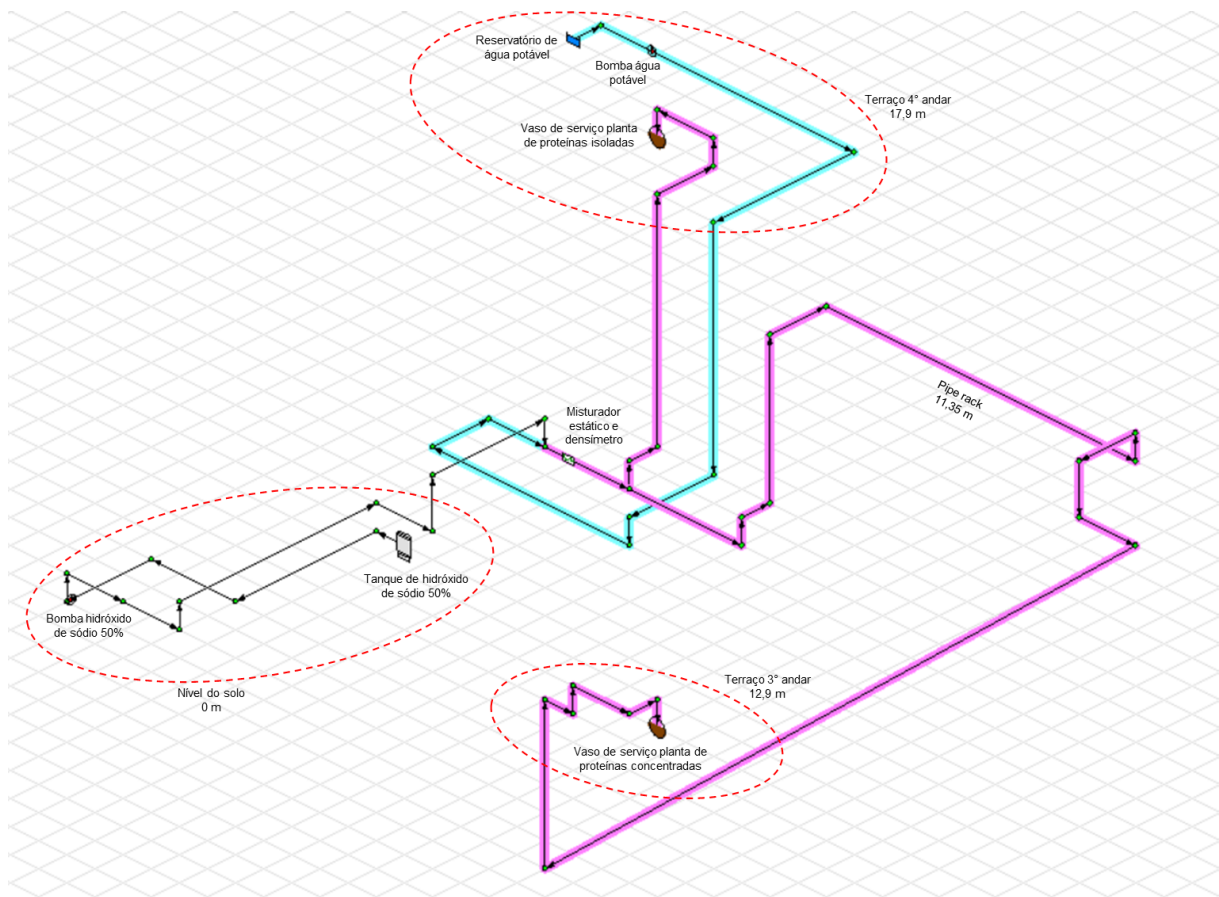 Reservatório de
água potável
Bomba água
potável
Terraço 4° andar
17,9 m
Vaso de serviço planta
de proteínas isoladas
Pipe rack
11,35 m
Misturador
estático e
densímetro
Tanque de hidróxido
de sódio 50%
Bomba hidróxido
de sódio 50%
Nível do solo
0 m
Terraço 3° andar
12,9 m
Vaso de serviço planta de
proteínas concentradas